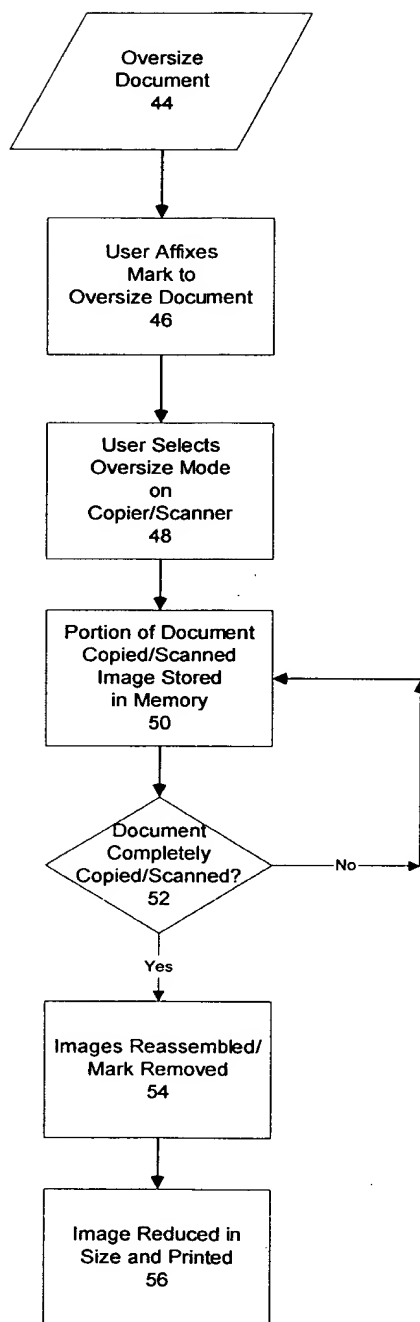 Oversize
Document
44
User Affixes
Mark to
Oversize Document
46
User Selects
Oversize Mode
on
Copier/Scanner
48
Portion of Document
Copied/Scanned
Image Stored
in Memory
50
Document
Completely
Copied/Scanned?
52
No
Yes
Images Reassembled/
Mark Removed
54
Image Reduced in
Size and Printed
56